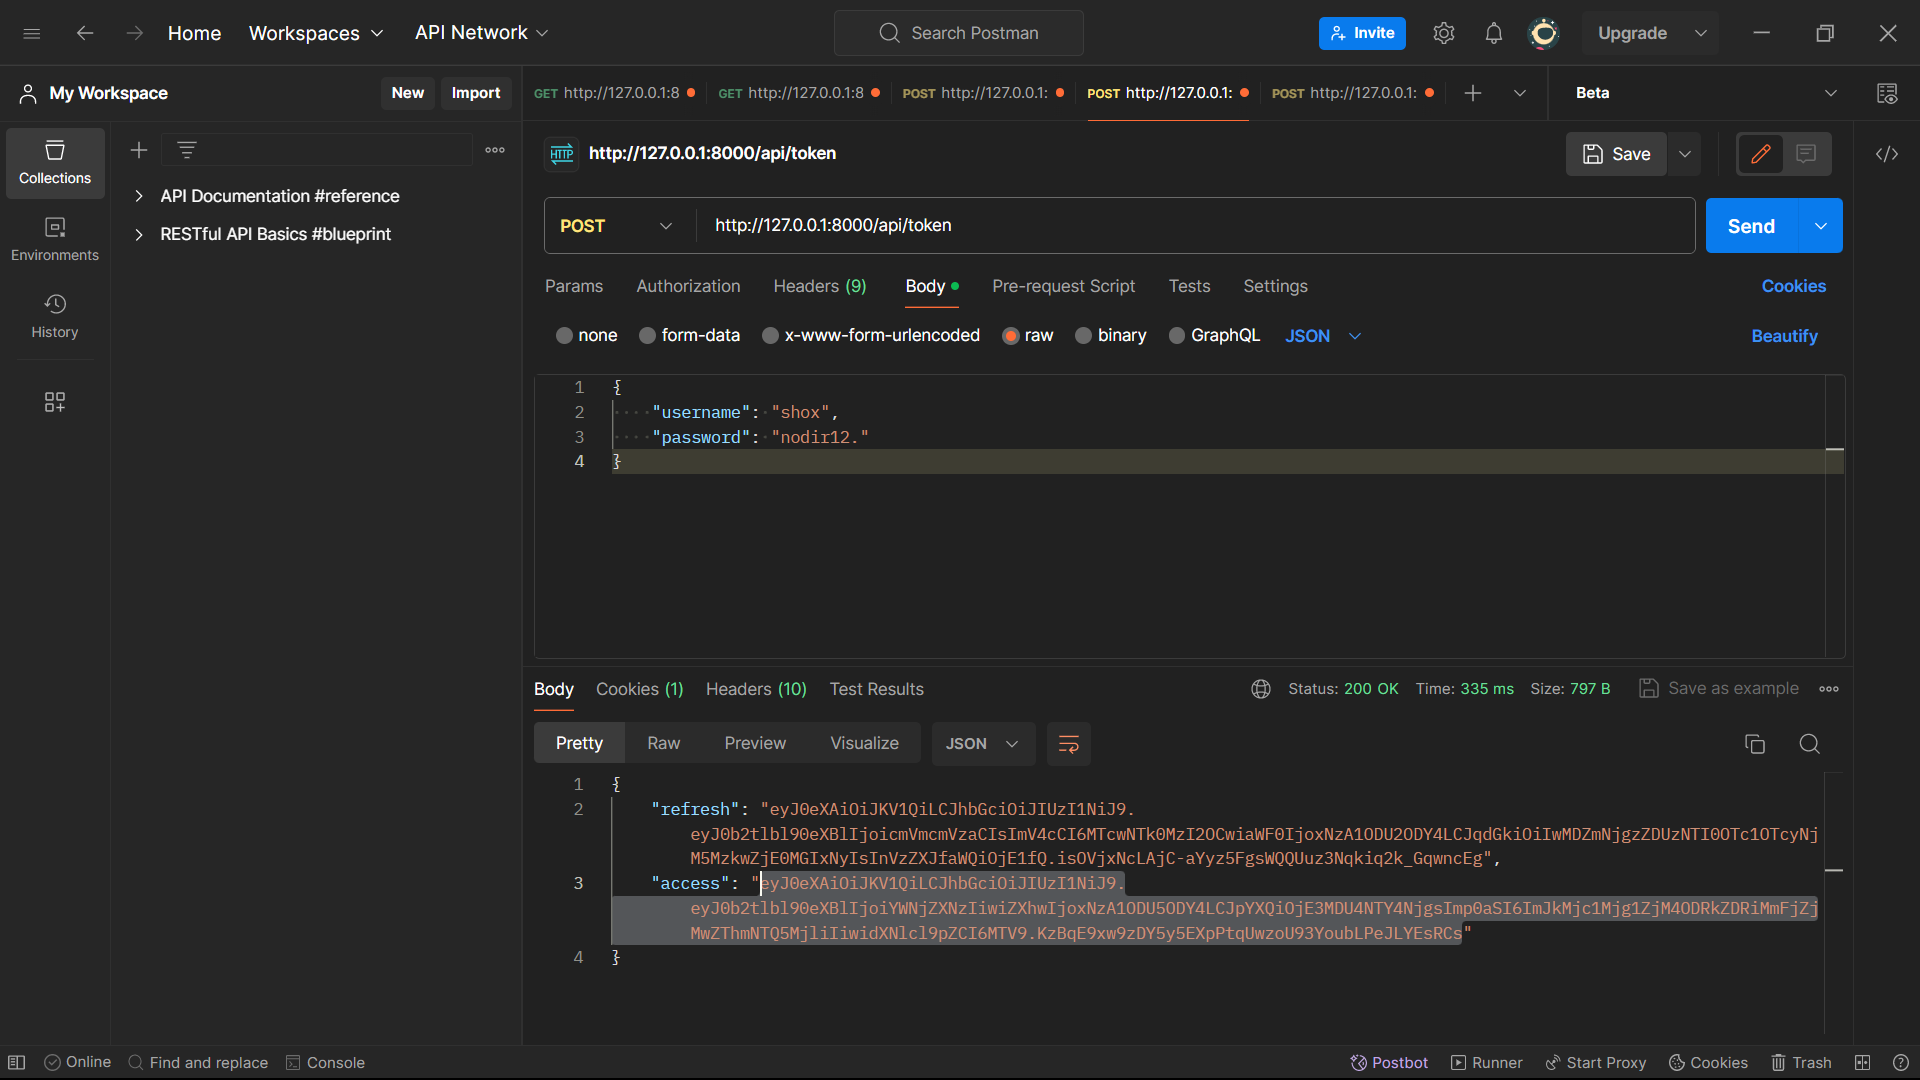 Home Workspaces API Network Search Postman Invite Upgrade
My Workspace New Import GET http://127.0.0.1:8 GET http://127.0.0.1:8 POST http://127.0.0.1: POST http://127.0.0.1: POST http://127.0.0.1: Beta
Collections
Environments
History
API Documentation #reference
RESTful API Basics #blueprint
HTTP http://127.0.0.1:8000/api/token Save
POST http://127.0.0.1:8000/api/token Send
Params Authorization Headers (9) Body Pre-request Script Tests Settings Cookies
none form-data x-www-form-urlencoded raw binary GraphQL JSON Beautify
1 {
2 "username": "shox",
3 "password": "nodir12."
4 }
Body Cookies (1) Headers (10) Test Results Status: 200 OK Time: 335 ms Size: 797 B Save as example
Pretty Raw Preview Visualize JSON
1 {
2 "refresh": "eyJ0eXAiOiJKV1QiLCJhbGciOiJIUzI1NiJ9.
eyJ0b2tlbl90eXBlIjoicmVmcmVzaCIsImV4cCI6MTcwNTk0MzI2OCwiaWF0IjoxNzA1ODU2ODY4LCJqdGkiOiIwMDZmNjgzZDUzNTI0OTc1OTcyNj
M5MzkwZjE0MGIxNyIsInVzZXJfaWQiOjE1fQ.isOVjxNcLAjC-aYyz5FgsWQQUuz3Nqkiq2k_GqwncEg",
3 "access": "eyJ0eXAiOiJKV1QiLCJhbGciOiJIUzI1NiJ9.
eyJ0b2tlbl90eXBlIjoiYWNjZXNzIiwiZXhwIjoxNzA1ODU5ODY4LCJpYXQiOjE3MDU4NTY4NjgsImp0aSI6ImJkMjc1Mjg1ZjM4ODRkZDRiMmFjZj
MwZThmNTQ5MjliIiwidXNlcl9pZCI6MTV9.KzBqE9xw9zDY5y5EXpPtqUwzoU93YoubLPeJLYEsRCs"
4 }
Online Find and replace Console Postbot Runner Start Proxy Cookies Trash